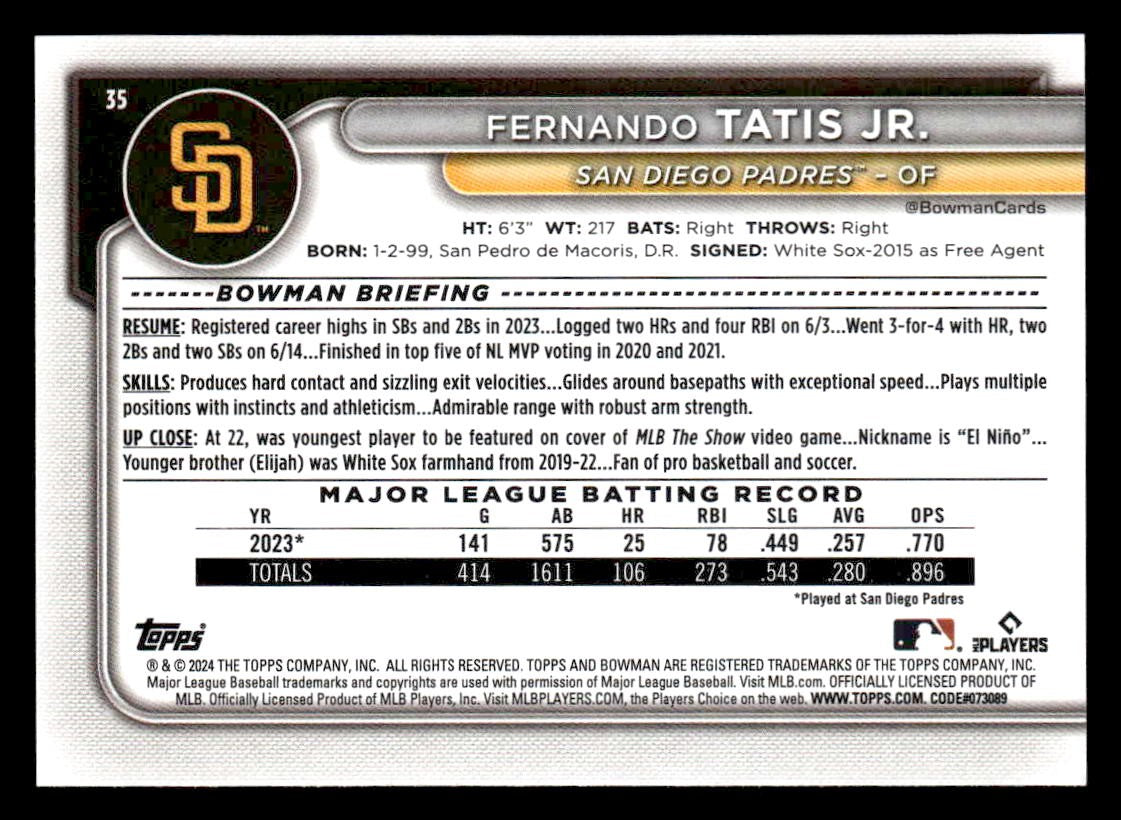 35
SD
™
FERNANDO TATIS JR.
SAN DIEGO PADRES™ - OF
@BowmanCards
HT: 6'3" WT: 217 BATS: Right THROWS: Right
BORN: 1-2-99, San Pedro de Macoris, D.R. SIGNED: White Sox-2015 as Free Agent
BOWMAN BRIEFING
RESUME: Registered career highs in SBs and 2Bs in 2023...Logged two HRs and four RBI on 6/3...Went 3-for-4 with HR, two
2Bs and two SBs on 6/14...Finished in top five of NL MVP voting in 2020 and 2021.
SKILLS: Produces hard contact and sizzling exit velocities...Glides around basepaths with exceptional speed...Plays multiple
positions with instincts and athleticism...Admirable range with robust arm strength.
UP CLOSE: At 22, was youngest player to be featured on cover of MLB The Show video game...Nickname is “El Niño”...
Younger brother (Elijah) was White Sox farmhand from 2019-22...Fan of pro basketball and soccer.
MAJOR LEAGUE BATTING RECORD
YR G AB HR RBI SLG AVG OPS
2023* 141 575 25 78 .449 .257 .770
TOTALS 414 1611 106 273 .543 .280 .896
*Played at San Diego Padres
Topps
MLB PLAYERS
® & © 2024 THE TOPPS COMPANY, INC. ALL RIGHTS RESERVED. TOPPS AND BOWMAN ARE REGISTERED TRADEMARKS OF THE TOPPS COMPANY, INC.
Major League Baseball trademarks and copyrights are used with permission of Major League Baseball. Visit MLB.com. OFFICIALLY LICENSED PRODUCT OF
MLB. Officially Licensed Product of MLB Players, Inc. Visit MLBPLAYERS.COM, the Players Choice on the web. WWW.TOPPS.COM. CODE#073089